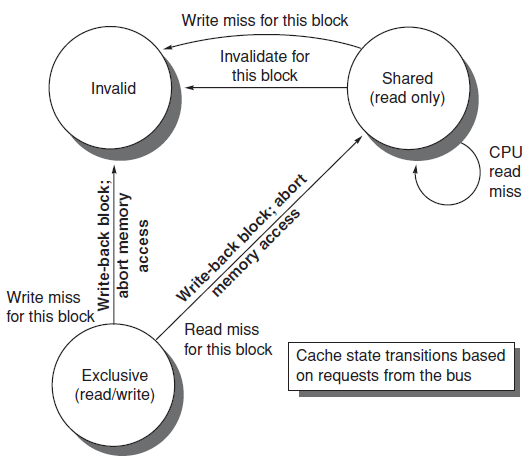 Write miss for this block
Invalidate for
this block
Invalid
Shared
(read only)
CPU
read
miss
Write-back block;
abort memory
access
Write-back block; abort
memory access
Write miss
for this block
Read miss
for this block
Exclusive
(read/write)
Cache state transitions based
on requests from the bus